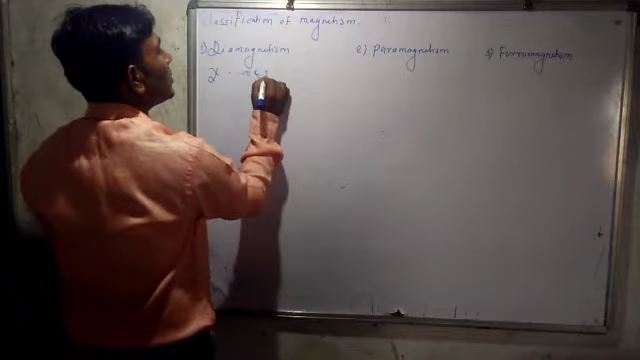 Classification of magnetism.
1) Diamagnetism 2) Paramagnetism 3) Ferromagnetism